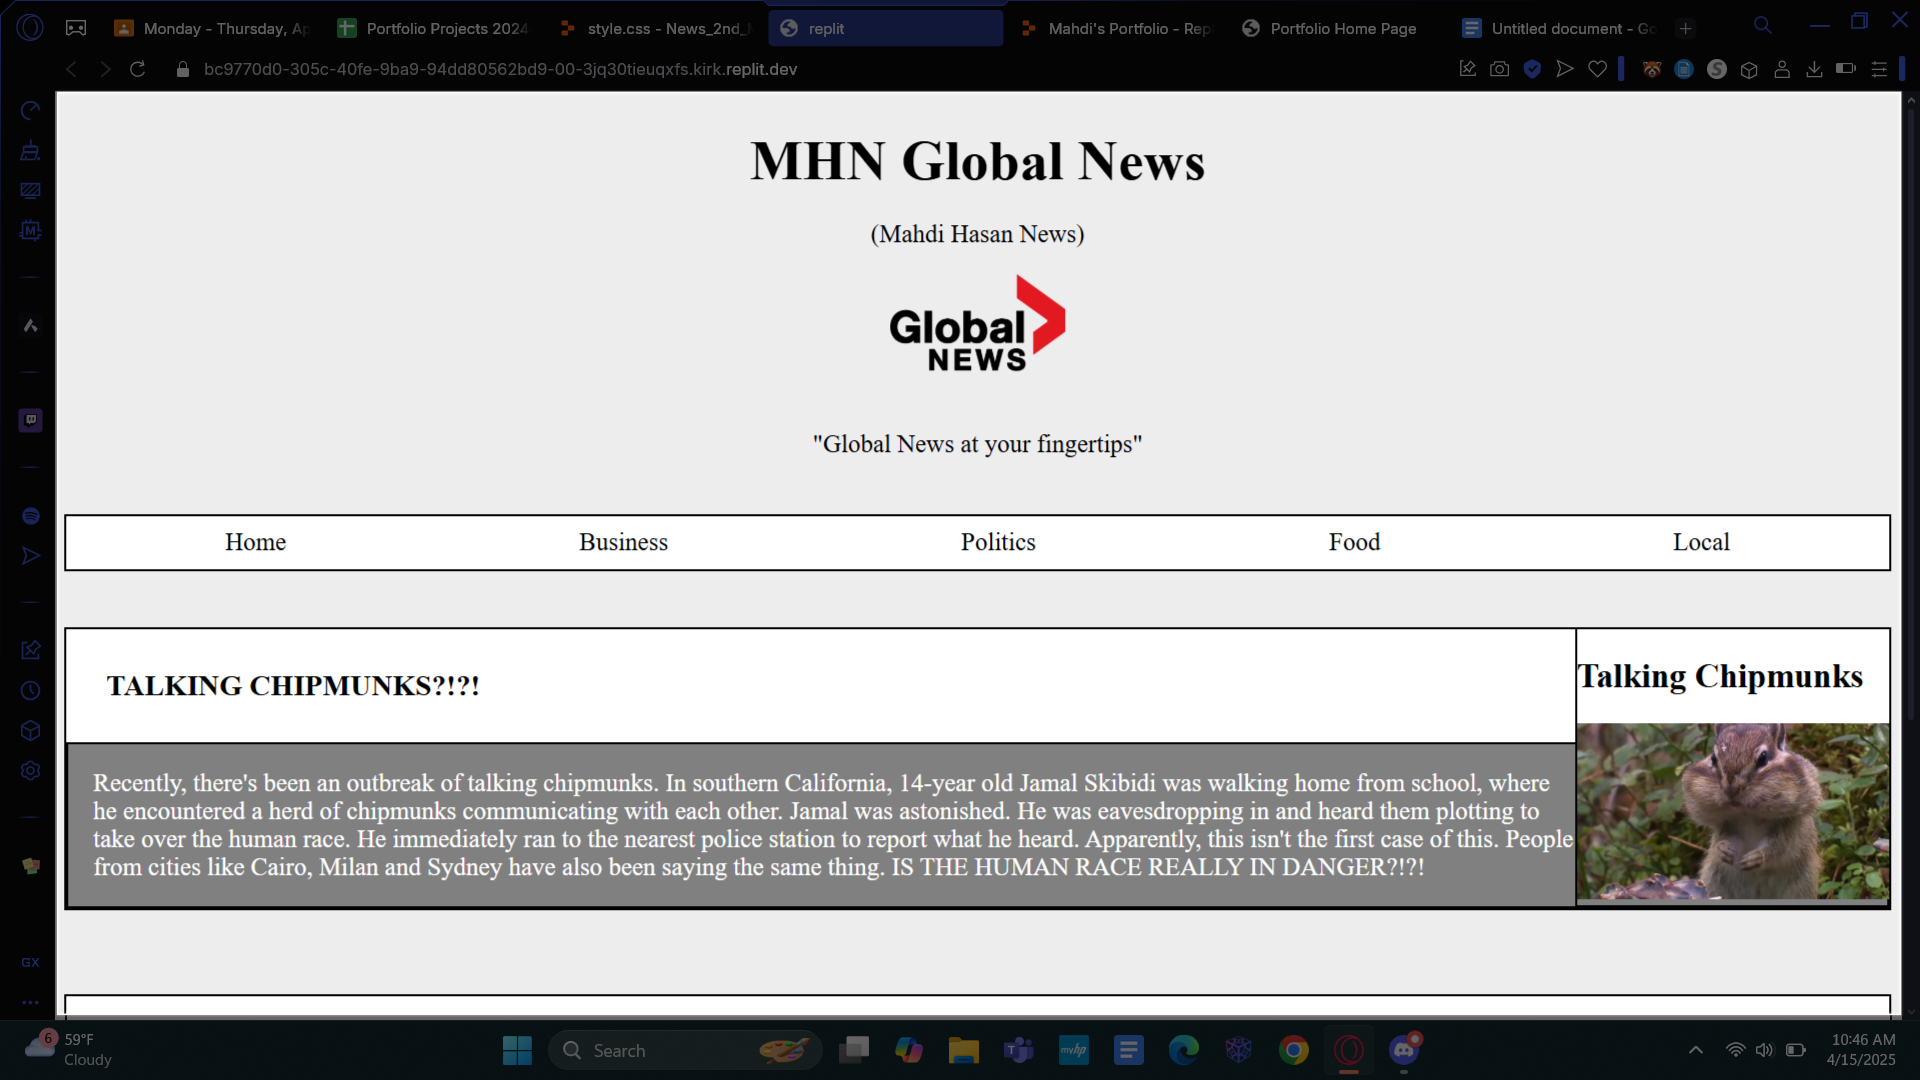 Monday - Thursday, Ap
Portfolio Projects 2024
style.css - News_2nd_
replit
Mahdi's Portfolio - Rep
Portfolio Home Page
Untitled document - Go
bc9770d0-305c-40fe-9ba9-94dd80562bd9-00-3jq30tieuqxfs.kirk.replit.dev
M
S
GX
MHN Global News
(Mahdi Hasan News)
Global
NEWS
"Global News at your fingertips"
Home
Business
Politics
Food
Local
TALKING CHIPMUNKS?!?!
Recently, there's been an outbreak of talking chipmunks. In southern California, 14-year old Jamal Skibidi was walking home from school, where
he encountered a herd of chipmunks communicating with each other. Jamal was astonished. He was eavesdropping in and heard them plotting to
take over the human race. He immediately ran to the nearest police station to report what he heard. Apparently, this isn't the first case of this. People
from cities like Cairo, Milan and Sydney have also been saying the same thing. IS THE HUMAN RACE REALLY IN DANGER?!?!
Talking Chipmunks
6
59°F
Cloudy
Search
myhp
10:46 AM
4/15/2025